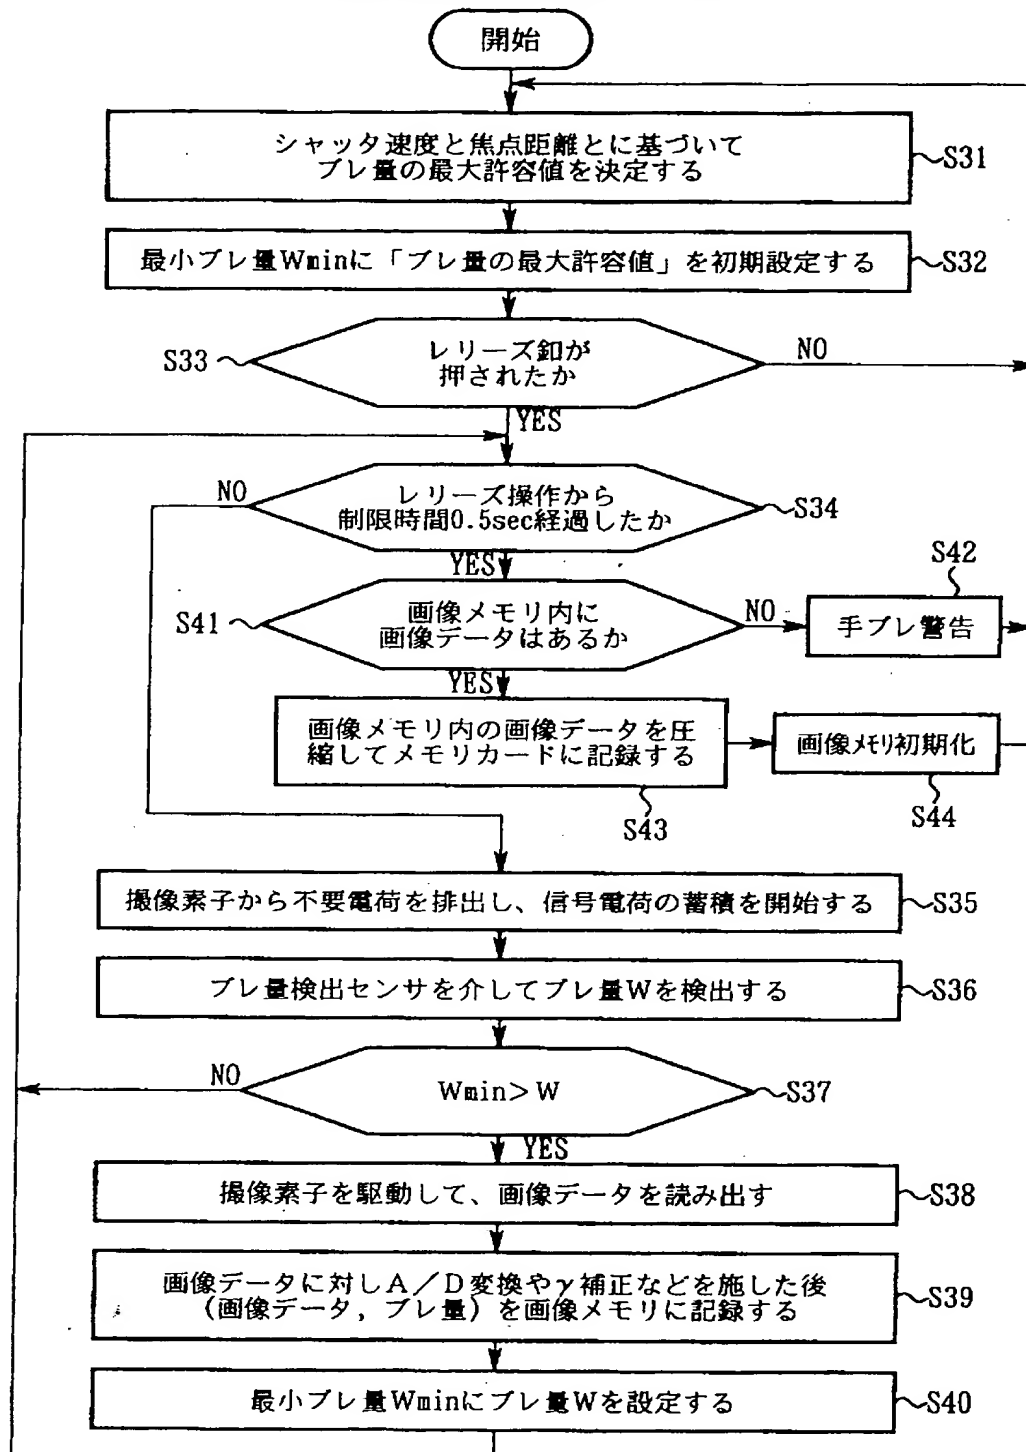 開始
シャッタ速度と焦点距離とに基づいて
ブレ量の最大許容値を決定する
S31
最小ブレ量Wminに「ブレ量の最大許容値」を初期設定する
S32
S33
レリーズ釦が
押されたか
NO
YES
NO
レリーズ操作から
制限時間0.5sec経過したか
S34
YES
S42
S41
画像メモリ内に
画像データはあるか
NO
手ブレ警告
YES
画像メモリ内の画像データを圧
縮してメモリカードに記録する
画像メモリ初期化
S43
S44
撮像素子から不要電荷を排出し、信号電荷の蓄積を開始する
S35
ブレ量検出センサを介してブレ量Wを検出する
S36
NO
Wmin>W
S37
YES
撮像素子を駆動して、画像データを読み出す
S38
画像データに対しA/D変換やγ補正などを施した後
(画像データ,ブレ量)を画像メモリに記録する
S39
最小ブレ量Wminにブレ量Wを設定する
S40